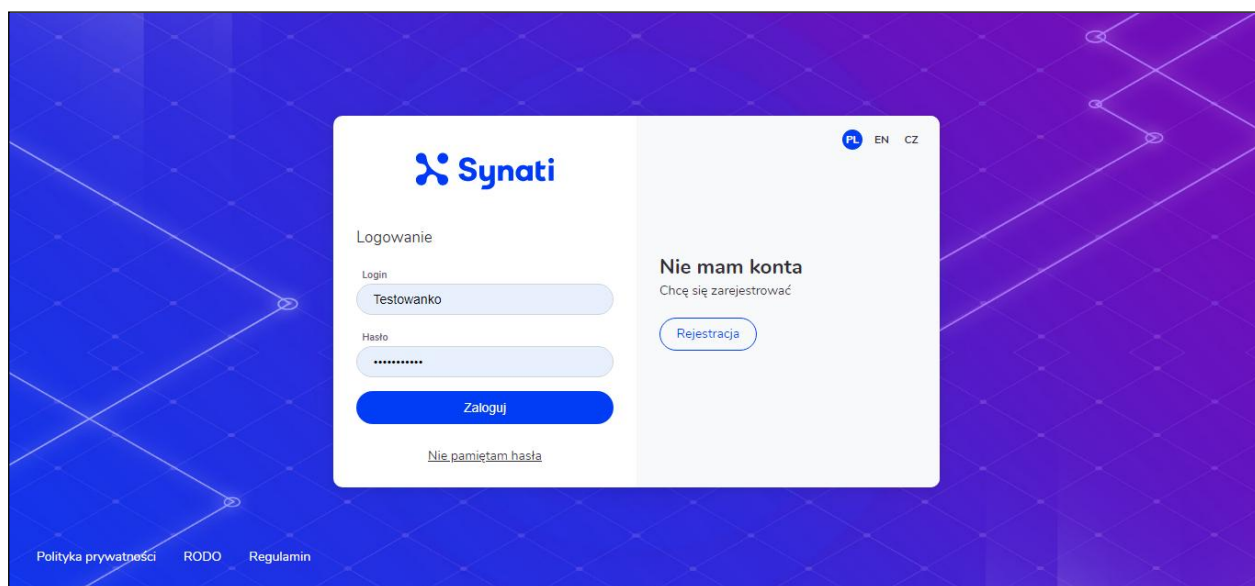 Synati
Logowanie
Login
Testowanko
Hasło
•••••••••••
Zaloguj
Nie pamiętam hasła
PL EN CZ
Nie mam konta
Chcę się zarejestrować
Rejestracja
Polityka prywatności RODO Regulamin